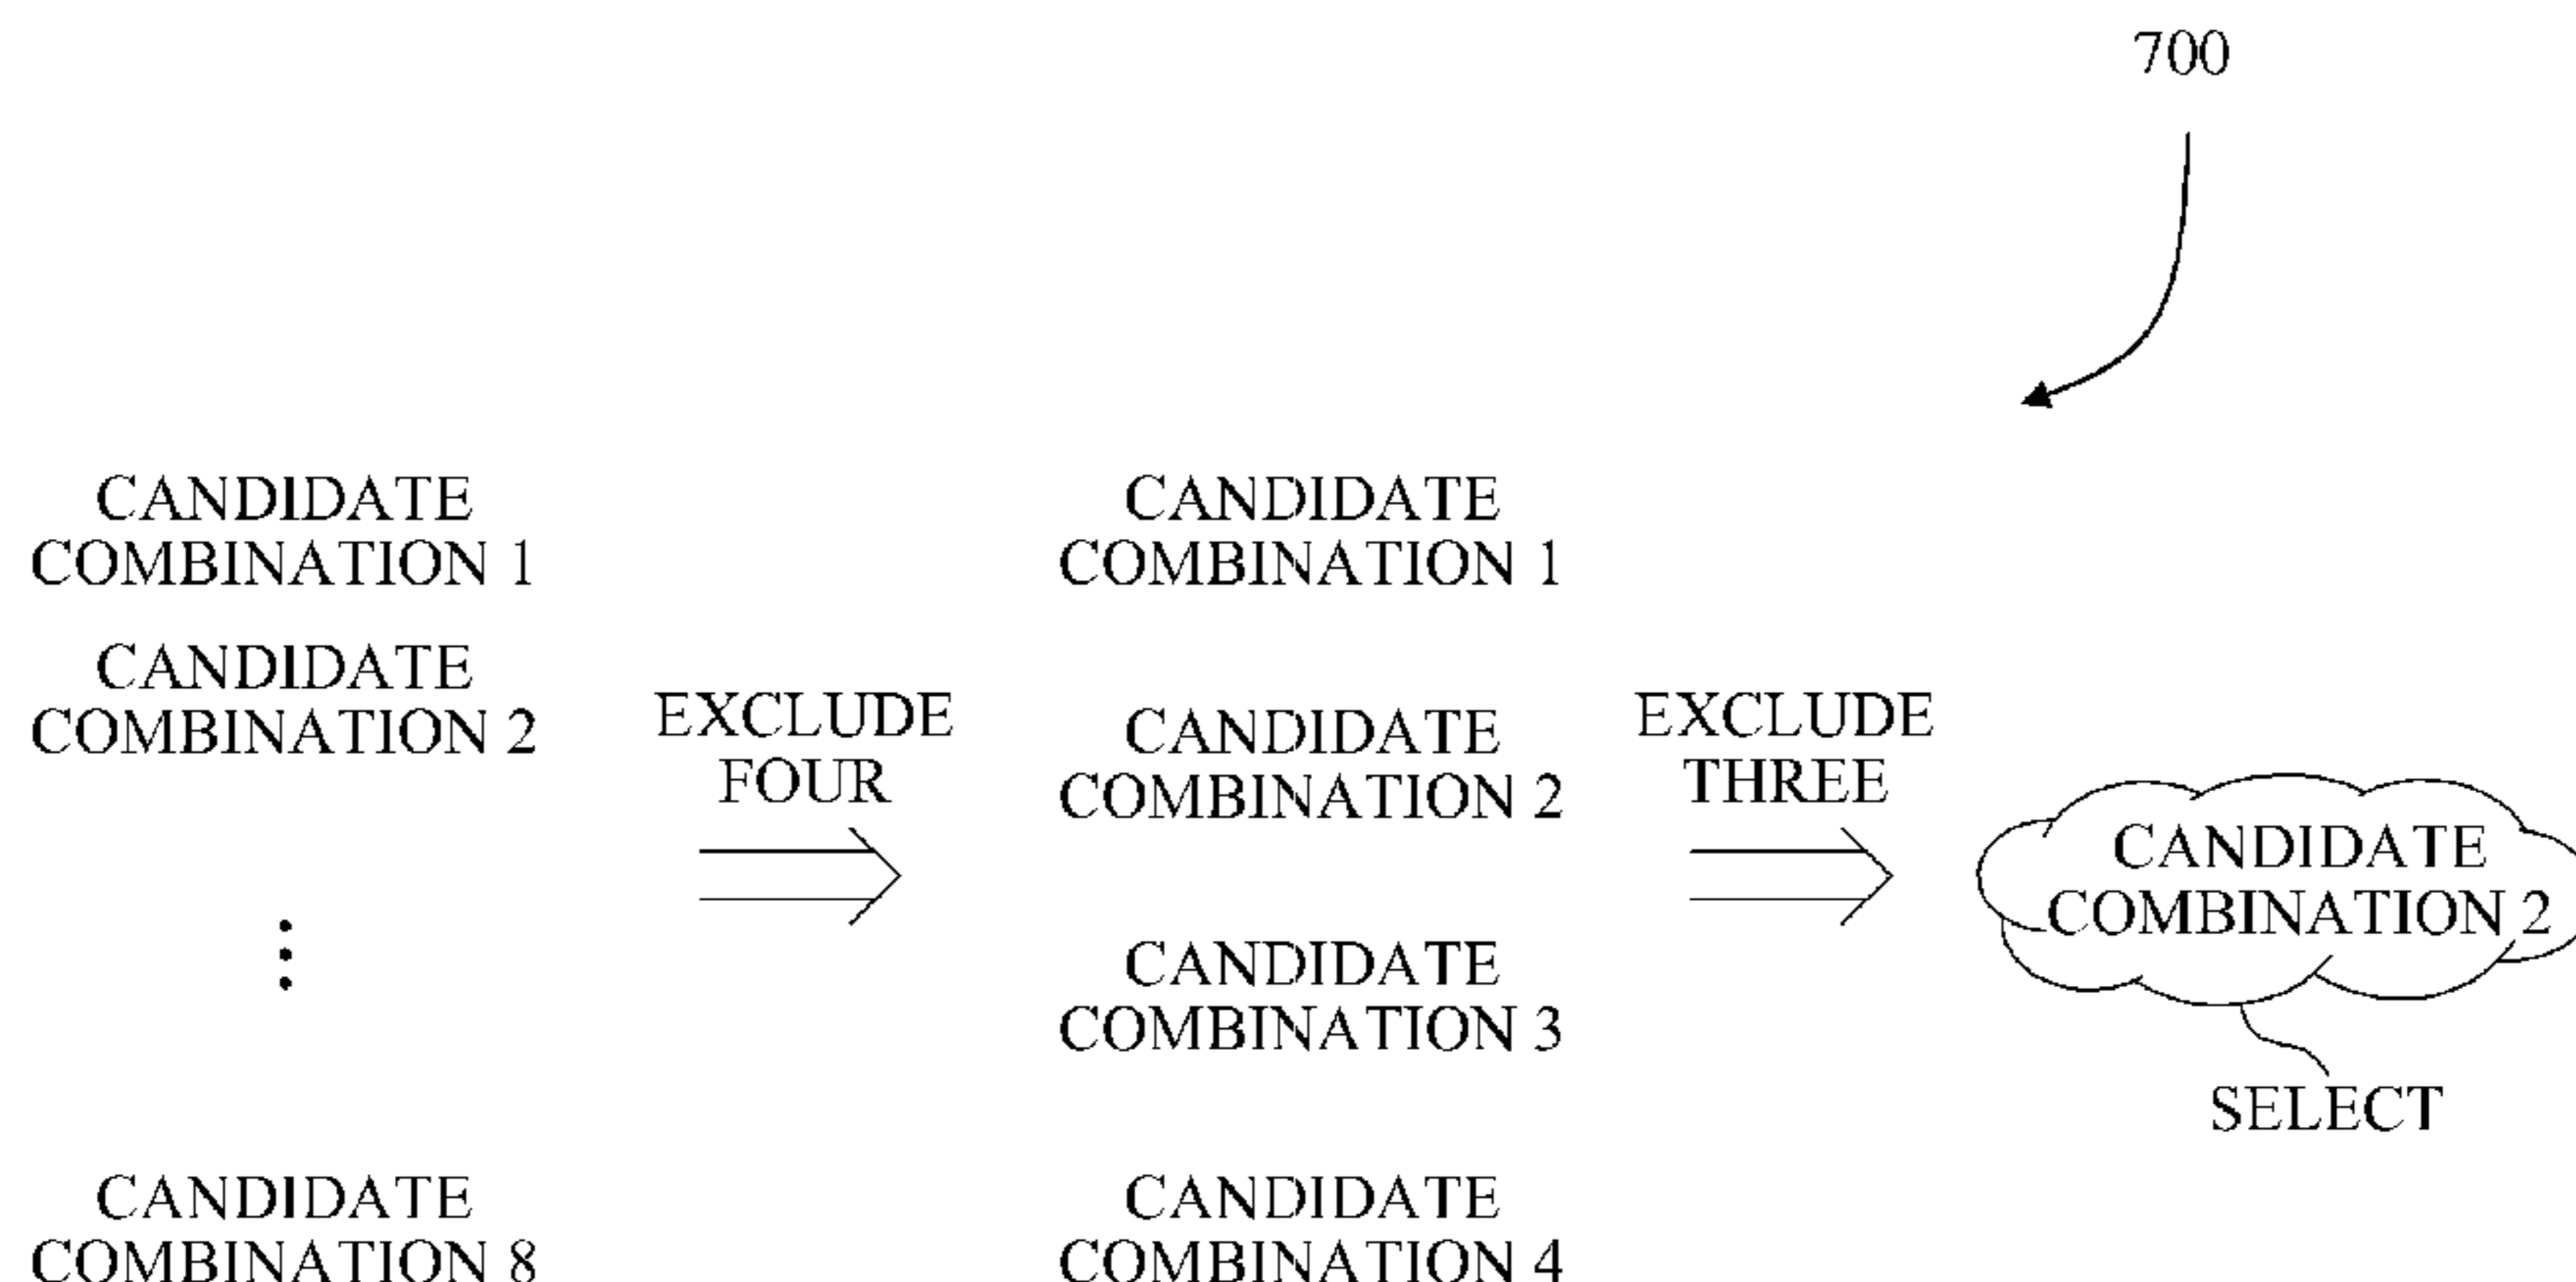 700
CANDIDATE
COMBINATION 1
CANDIDATE
COMBINATION 2
⋮
CANDIDATE
COMBINATION 8
EXCLUDE
FOUR
CANDIDATE
COMBINATION 1
CANDIDATE
COMBINATION 2
CANDIDATE
COMBINATION 3
CANDIDATE
COMBINATION 4
EXCLUDE
THREE
CANDIDATE
COMBINATION 2
SELECT